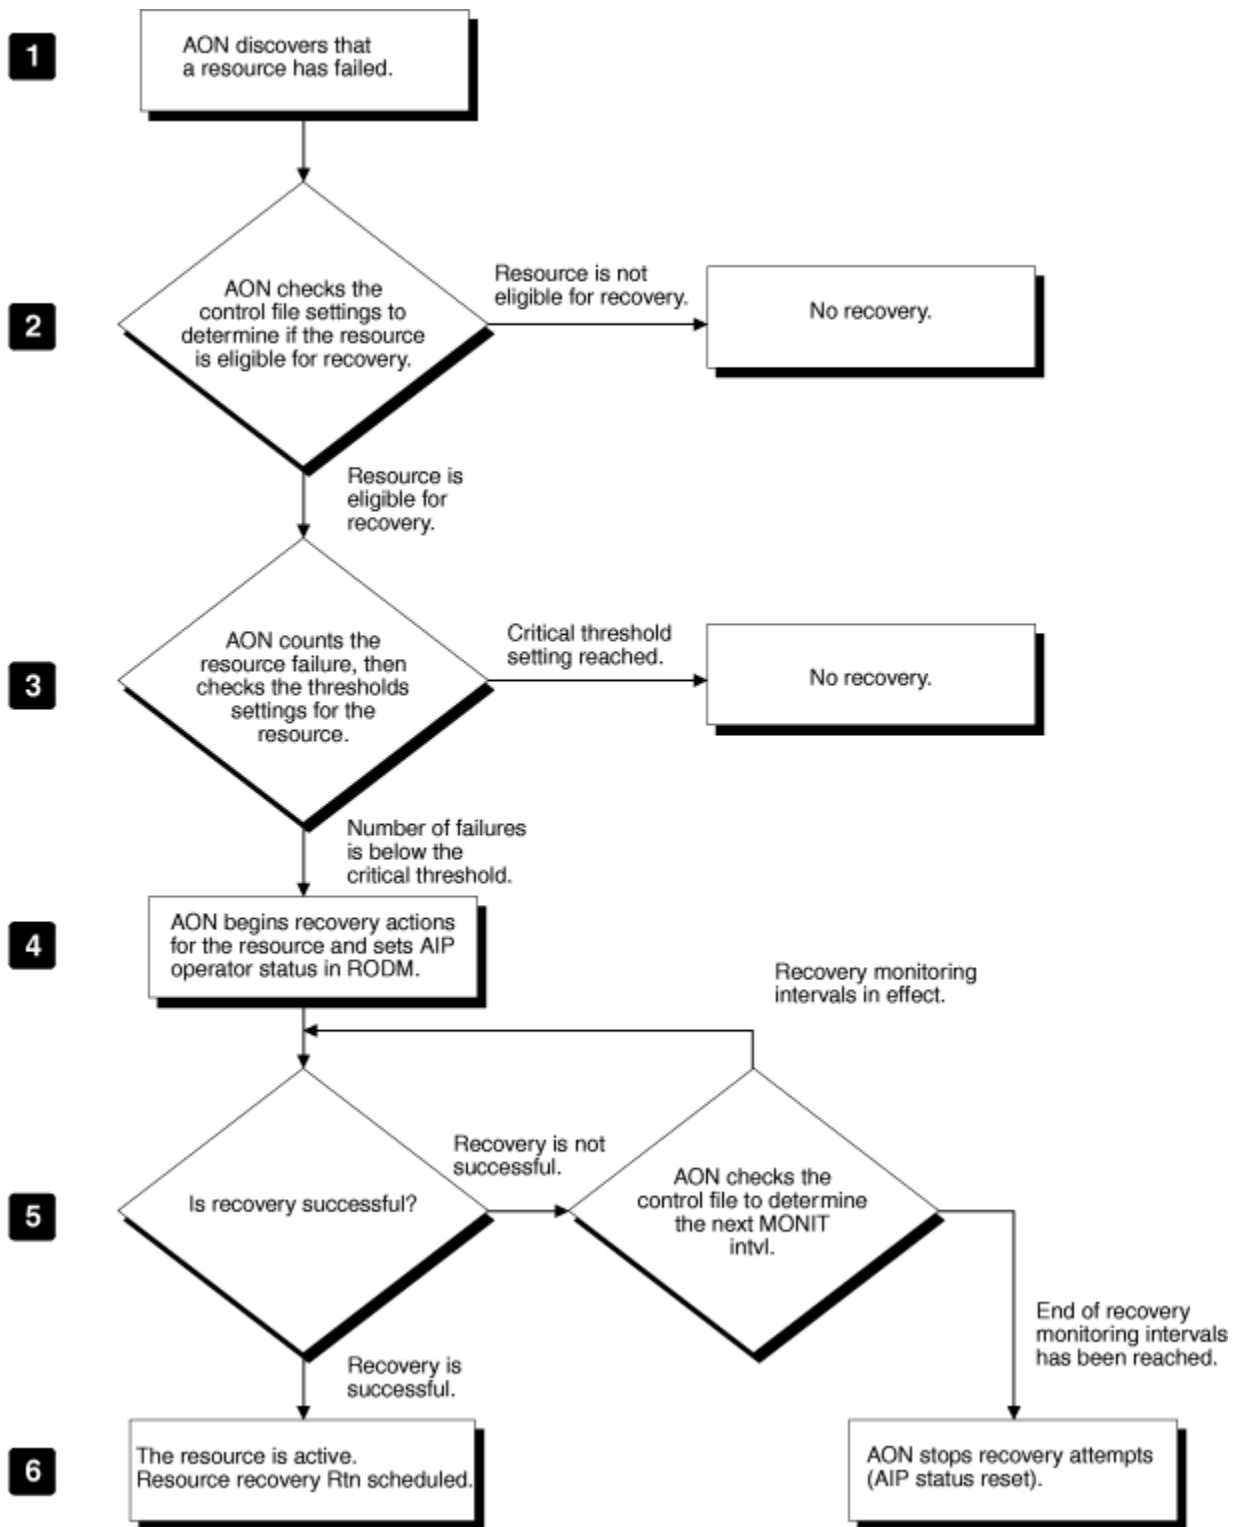 1
AON discovers that
a resource has failed.
2
AON checks the
control file settings to
determine if the resource
is eligible for recovery.
Resource is not
eligible for recovery.
No recovery.
Resource is
eligible for
recovery.
3
AON counts the
resource failure, then
checks the thresholds
settings for the
resource.
Critical threshold
setting reached.
No recovery.
Number of failures
is below the
critical threshold.
4
AON begins recovery actions
for the resource and sets AIP
operator status in RODM.
Recovery monitoring
intervals in effect.
5
Is recovery successful?
Recovery is not
successful.
AON checks the
control file to determine
the next MONIT
intvl.
End of recovery
monitoring intervals
has been reached.
Recovery is
successful.
6
The resource is active.
Resource recovery Rtn scheduled.
AON stops recovery attempts
(AIP status reset).